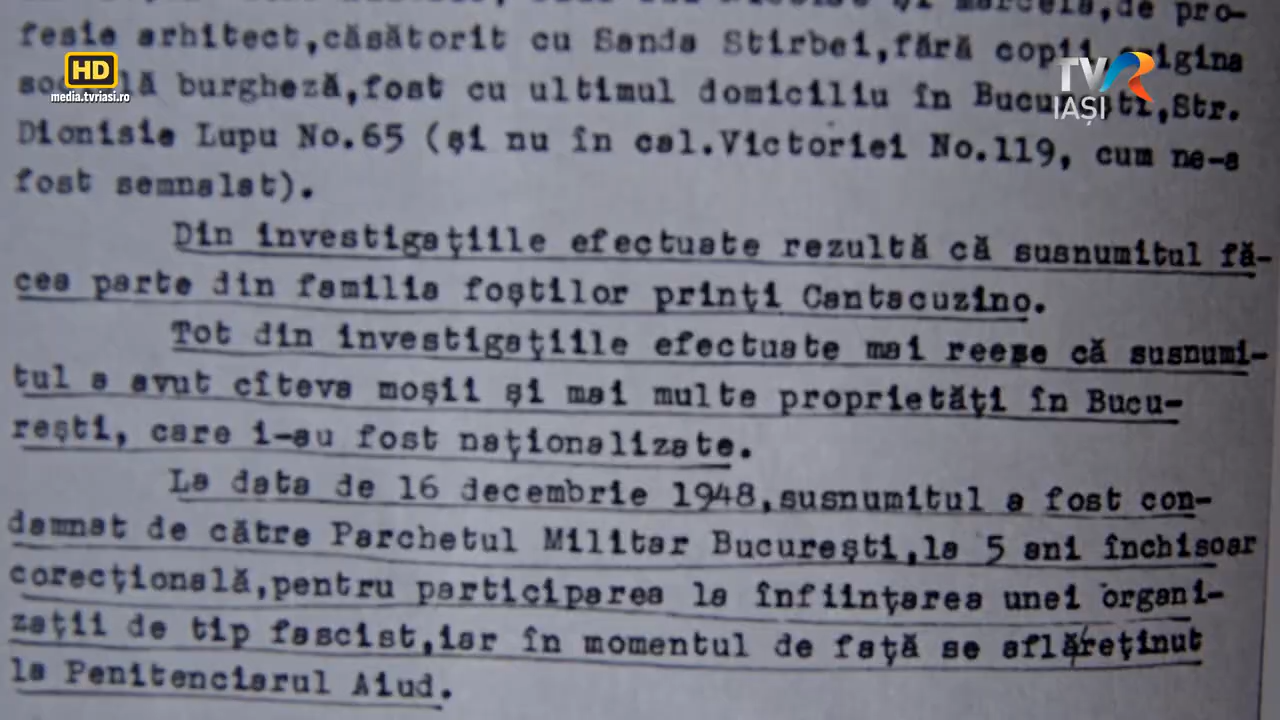 și Marcela,de pro-
fesie arhitect,căsătorit cu Sanda Stirbei,fără copii,origina
socială burgheză,fost cu ultimul domiciliu în București,Str.
Dionisie Lupu No.65 (și nu în cal.Victoriei No.119, cum ne-a
fost semnalat).
Din investigațiile efectuate rezultă că susnumitul fă-
cea parte din familia foștilor prinți Cantacuzino.
Tot din investigațiile efectuate mai reese că susnumi-
tul a avut cîteva moșii și mai multe proprietăți în Bucu-
rești, care i-au fost naționalizate.
La data de 16 decembrie 1948,susnumitul a fost con-
damnat de către Parchetul Militar București,la 5 ani închisoar
corecțională,pentru participarea la înființarea unei organi-
zații de tip fascist,iar în momentul de față se află/reținut
la Penitenciarul Aiud.
HD
media.tvriasi.ro
TVR
IAȘI